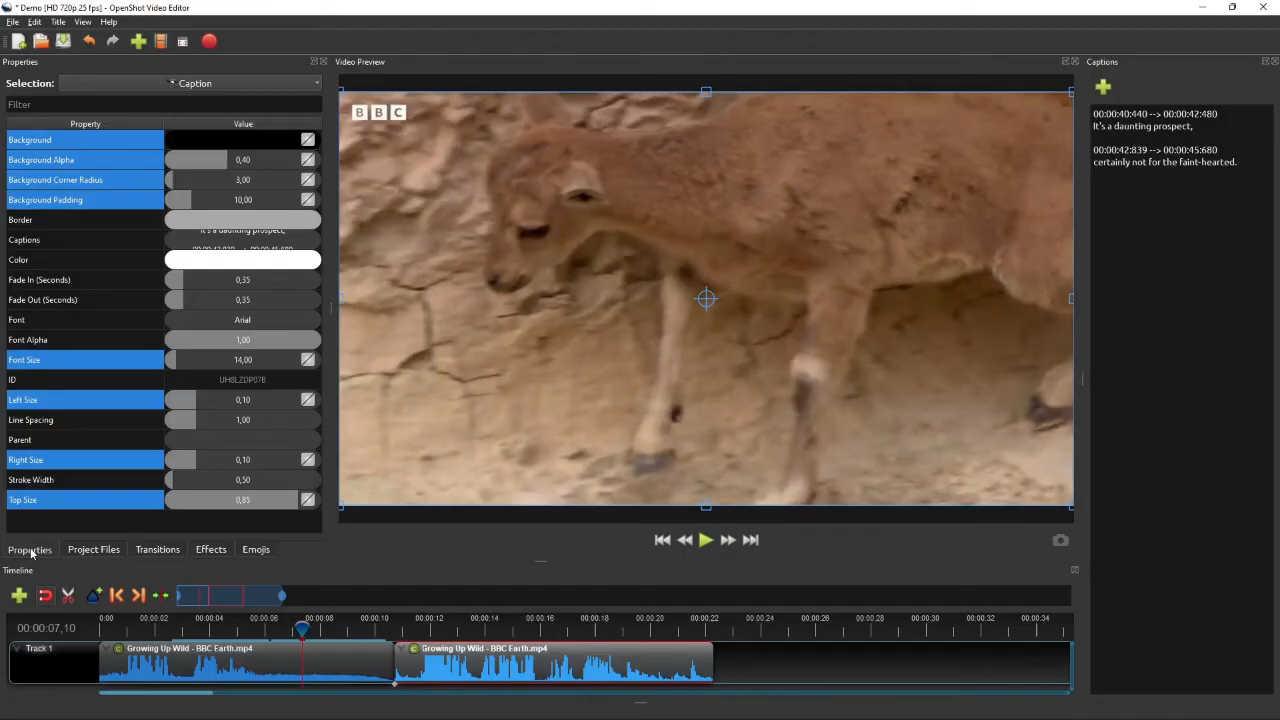 * Demo [HD 720p 25 fps] - OpenShot Video Editor
File Edit Title View Help
Properties
Video Preview
Captions
Selection: Caption
Filter
Property Value
Background
Background Alpha 0,40
Background Corner Radius 3,00
Background Padding 10,00
Border
Captions It's a daunting prospect,
Color
Fade In (Seconds) 0,35
Fade Out (Seconds) 0,35
Font Arial
Font Alpha 1,00
Font Size 14,00
ID UH8LZDP07B
Left Size 0,10
Line Spacing 1,00
Parent
Right Size 0,10
Stroke Width 0,50
Top Size 0,85
BBC
00:00:40:440 --> 00:00:42:480
It's a daunting prospect,
00:00:42:839 --> 00:00:45:680
certainly not for the faint-hearted.
Properties Project Files Transitions Effects Emojis
Timeline
00:00:07,10
0:00 00:00:02 00:00:04 00:00:06 00:00:08 00:00:10 00:00:12 00:00:14 00:00:16 00:00:18 00:00:20 00:00:22 00:00:24 00:00:26 00:00:28 00:00:30 00:00:32 00:00:34
Track 1
Growing Up Wild - BBC Earth.mp4
Growing Up Wild - BBC Earth.mp4